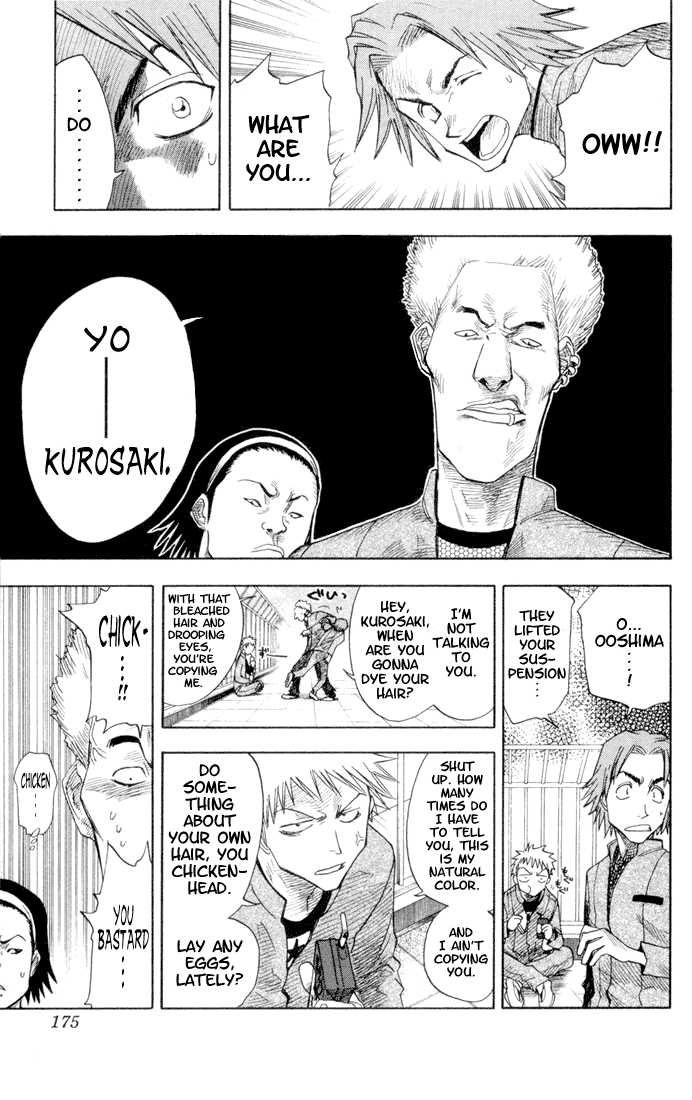 OWW!!
WHAT
ARE
YOU...
DO
YO
—
KUROSAKI.
O...
OOSHIMA
...!
THEY
LIFTED
YOUR
SUS-
PENSION
...
I'M
NOT
TALKING
TO
YOU.
HEY,
KUROSAKI,
WHEN
ARE YOU
GONNA
DYE YOUR
HAIR?
WITH THAT
BLEACHED
HAIR AND
DROOPING
EYES,
YOU'RE
COPYING
ME.
ぐいっ
SHUT
UP. HOW
MANY
TIMES DO
I HAVE
TO TELL
YOU, THIS
IS MY
NATURAL
COLOR.
AND
I AIN'T
COPYING
YOU.
DO
SOME-
THING
ABOUT
YOUR OWN
HAIR, YOU
CHICKEN-
HEAD.
LAY ANY
EGGS,
LATELY?
CHICK-
...!!
YOU
BASTARD
...
CHICKEN
...
175